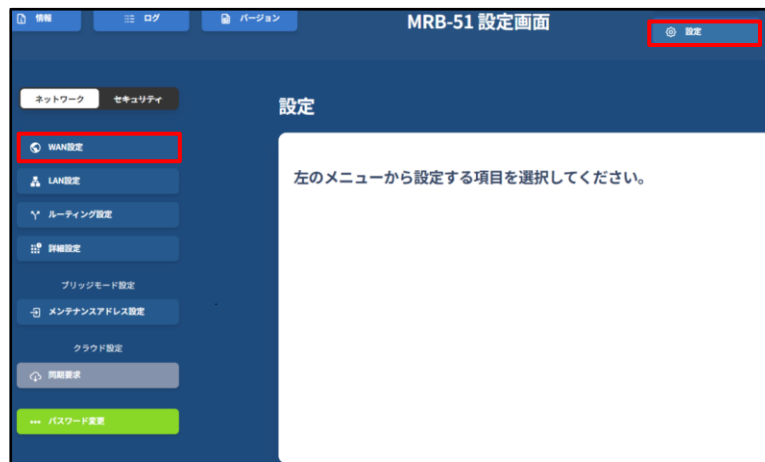 情報
ログ
バージョン
MRB-51 設定画面
設定
ネットワーク
セキュリティ
設定
WAN設定
左のメニューから設定する項目を選択してください。
LAN設定
ルーティング設定
詳細設定
ブリッジモード設定
メンテナンスアドレス設定
クラウド設定
同期要求
パスワード変更